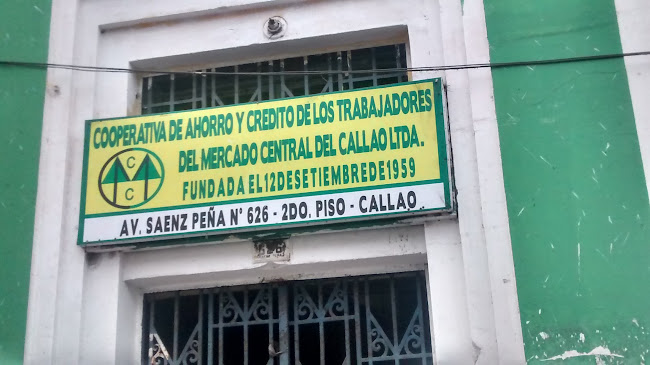 COOPERATIVA DE AHORRO Y CREDITO DE LOS TRABAJADORES
DEL MERCADO CENTRAL DEL CALLAO LTDA.
FUNDADA EL 12 DE SETIEMBRE DE 1959
C
M
C
AV. SAENZ PEÑA N° 626 - 2DO. PISO - CALLAO
626